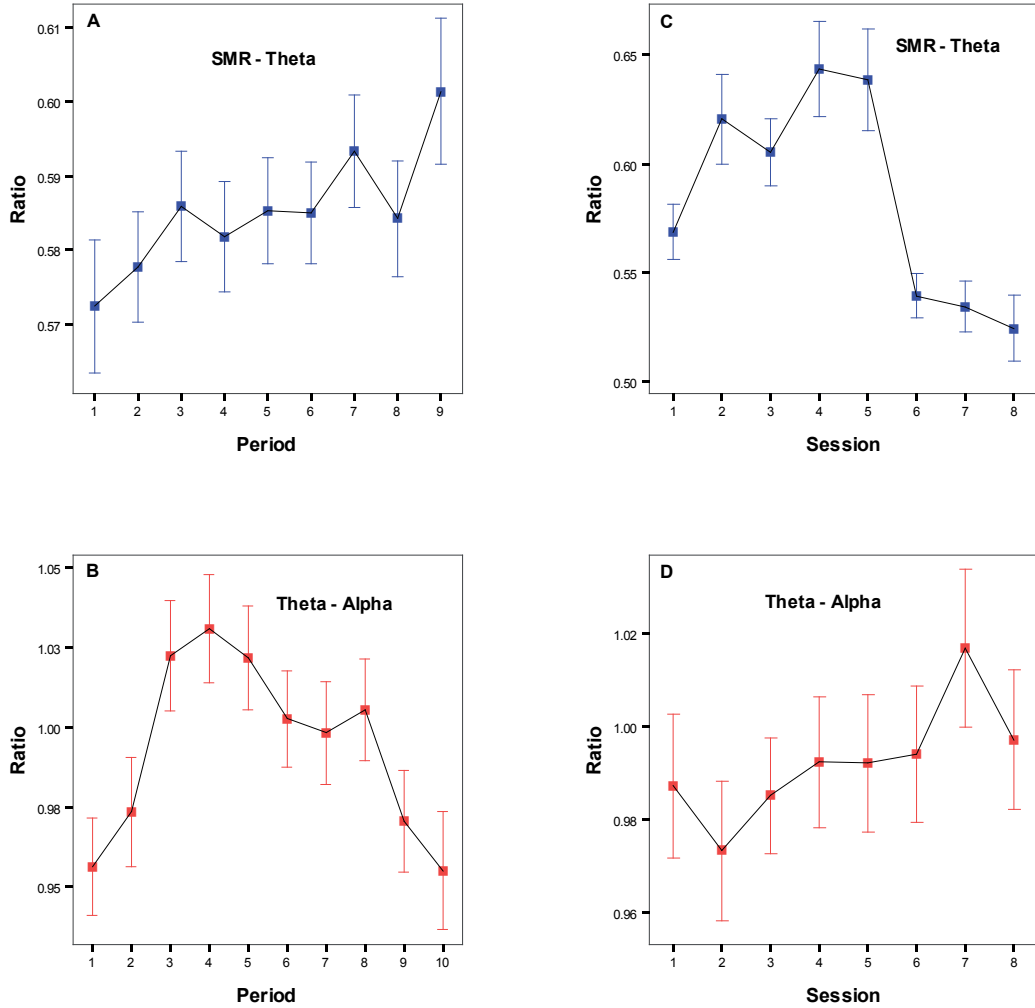 A
SMR - Theta
Ratio
0.61
0.60
0.59
0.58
0.57
1 2 3 4 5 6 7 8 9
Period
C
SMR - Theta
Ratio
0.65
0.60
0.55
0.50
1 2 3 4 5 6 7 8
Session
B
Theta - Alpha
Ratio
1.05
1.03
1.00
0.98
0.95
1 2 3 4 5 6 7 8 9 10
Period
D
Theta - Alpha
Ratio
1.02
1.00
0.98
0.96
1 2 3 4 5 6 7 8
Session